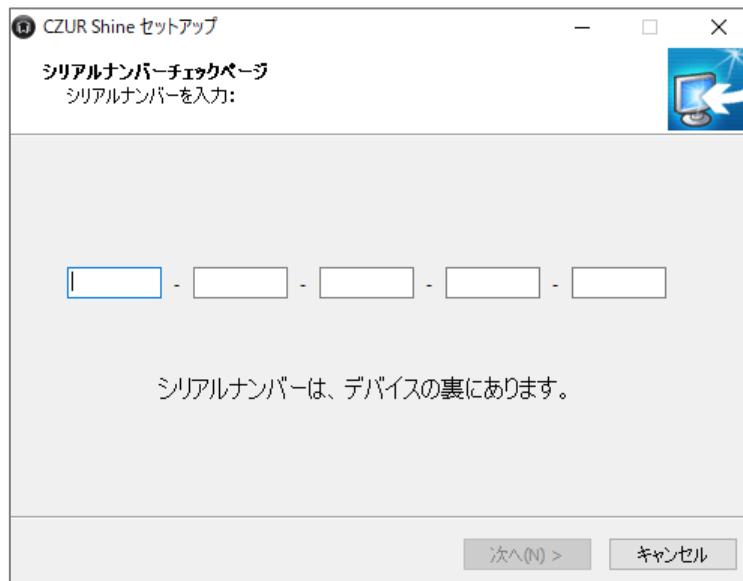 CZUR Shine セットアップ
シリアルナンバーチェックページ
シリアルナンバーを入力:
- - - -
シリアルナンバーは、デバイスの裏にあります。
次へ(N) >
キャンセル